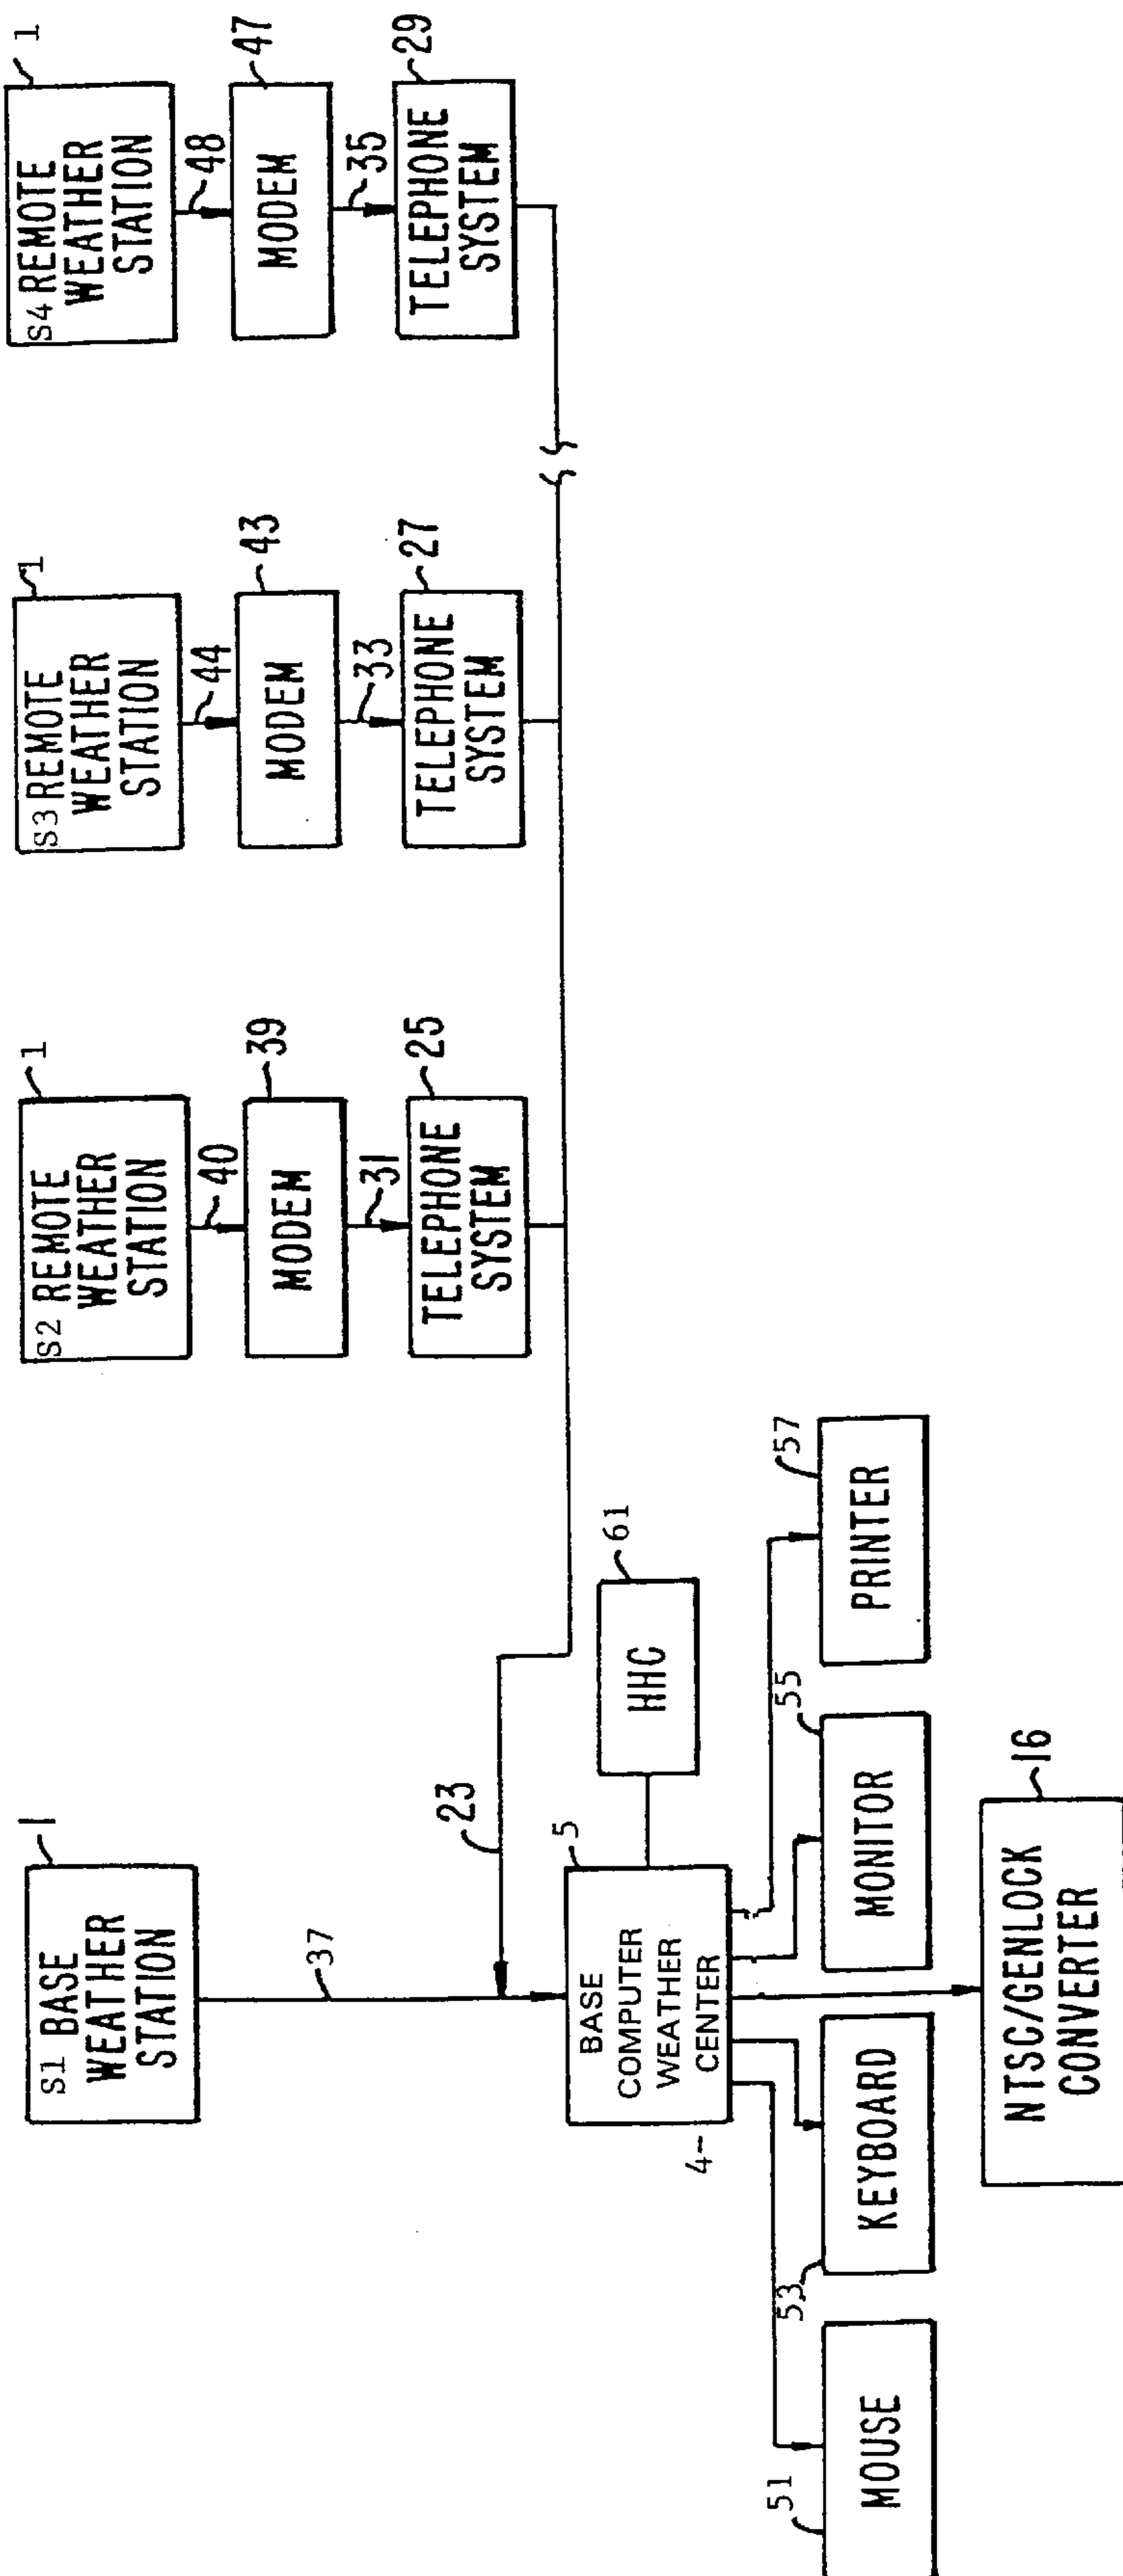 1
S1 BASE
WEATHER
STATION
37
23
1
S2 REMOTE
WEATHER
STATION
40
39
MODEM
31
25
TELEPHONE
SYSTEM
1
S3 REMOTE
WEATHER
STATION
44
43
MODEM
33
27
TELEPHONE
SYSTEM
1
S4 REMOTE
WEATHER
STATION
48
47
MODEM
35
29
TELEPHONE
SYSTEM
5
BASE
COMPUTER
WEATHER
CENTER
4
61
HHC
51
MOUSE
53
KEYBOARD
55
MONITOR
57
PRINTER
16
NTSC/GENLOCK
CONVERTER